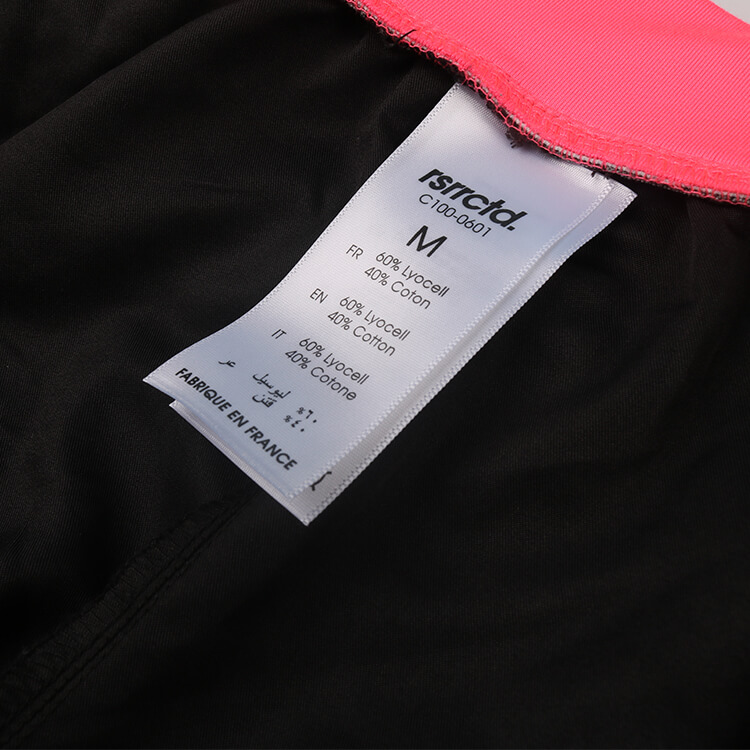 rsrrctd.
C100-0601
M
FR 60% Lyocell
40% Coton
EN 60% Lyocell
40% Cotton
IT 60% Lyocell
40% Cotone
عر ليوسيل %٦٠
قطن %٤٠
FABRIQUE EN FRANCE